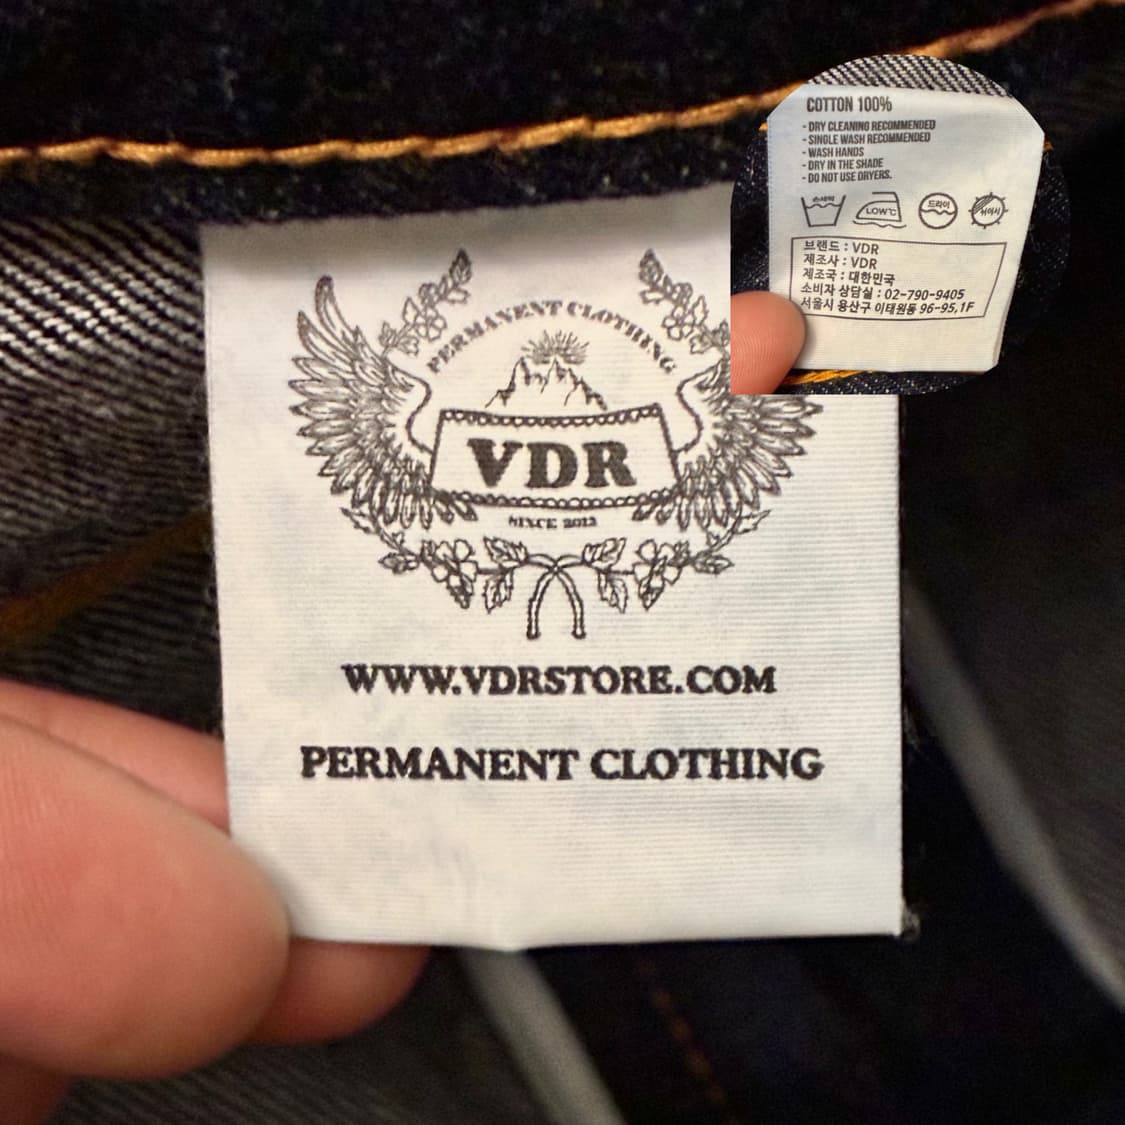 PERMANENT CLOTHING
VDR
SINCE 2012
WWW.VDRSTORE.COM
PERMANENT CLOTHING
COTTON 100%
- DRY CLEANING RECOMMENDED
- SINGLE WASH RECOMMENDED
- WASH HANDS
- DRY IN THE SHADE
- DO NOT USE DRYERS.
손세탁
LOW℃
드라이
브랜드 : VDR
제조사 : VDR
제조국 : 대한민국
소비자 상담실 : 02-790-9405
서울시 용산구 이태원동 96-95,1F